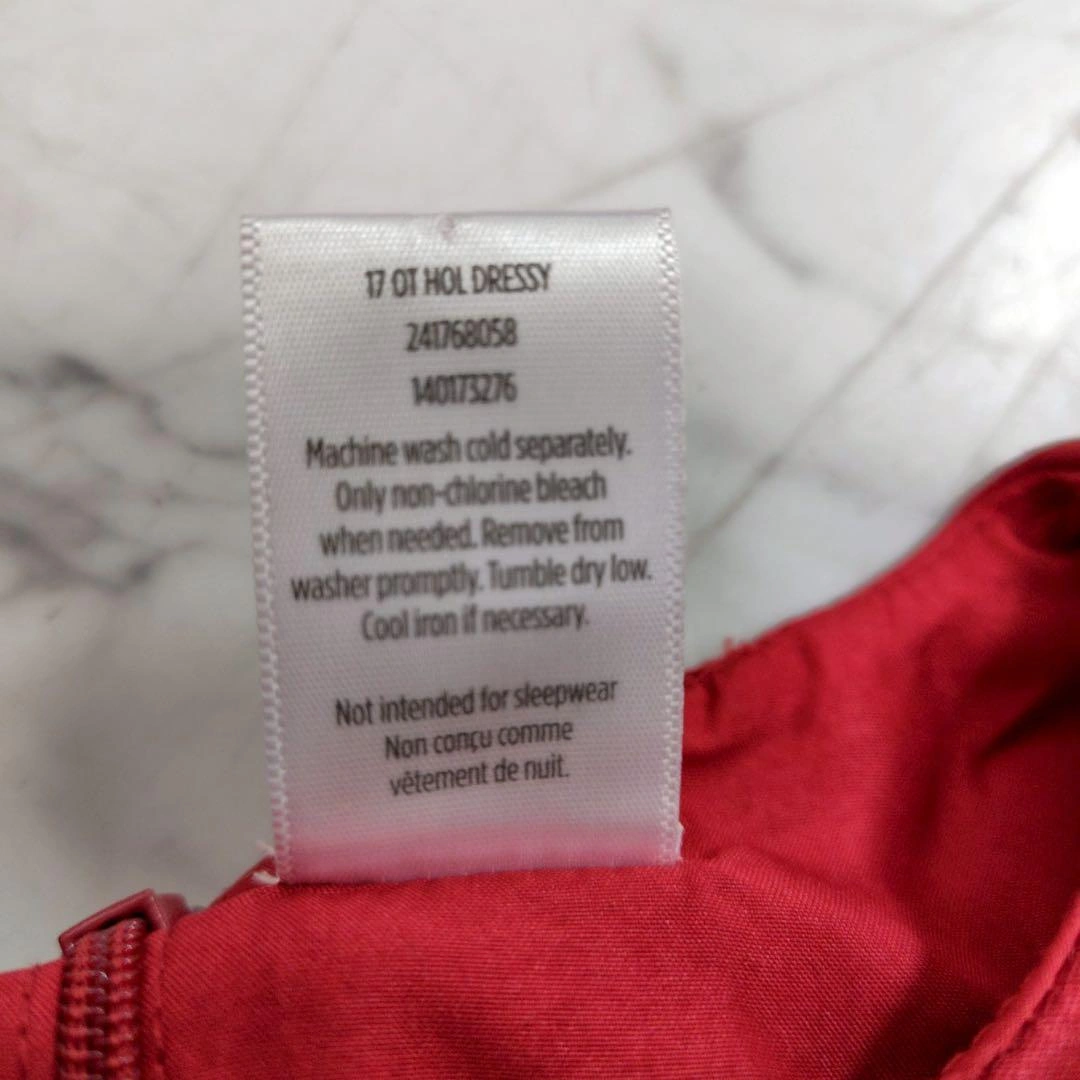 17 OT HOL DRESSY
241768058
140173276
Machine wash cold separately.
Only non-chlorine bleach
when needed. Remove from
washer promptly. Tumble dry low.
Cool iron if necessary.
Not intended for sleepwear
Non conçu comme
vêtement de nuit.